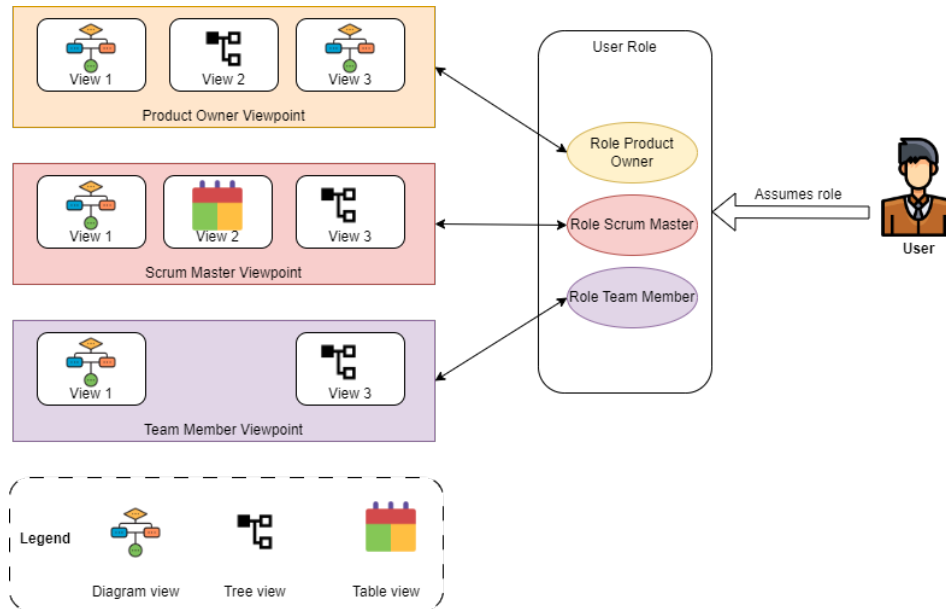 View 1
View 2
View 3
Product Owner Viewpoint
View 1
View 2
View 3
Scrum Master Viewpoint
View 1
View 3
Team Member Viewpoint
User Role
Role Product
Owner
Role Scrum Master
Role Team Member
Assumes role
User
Legend
Diagram view
Tree view
Table view